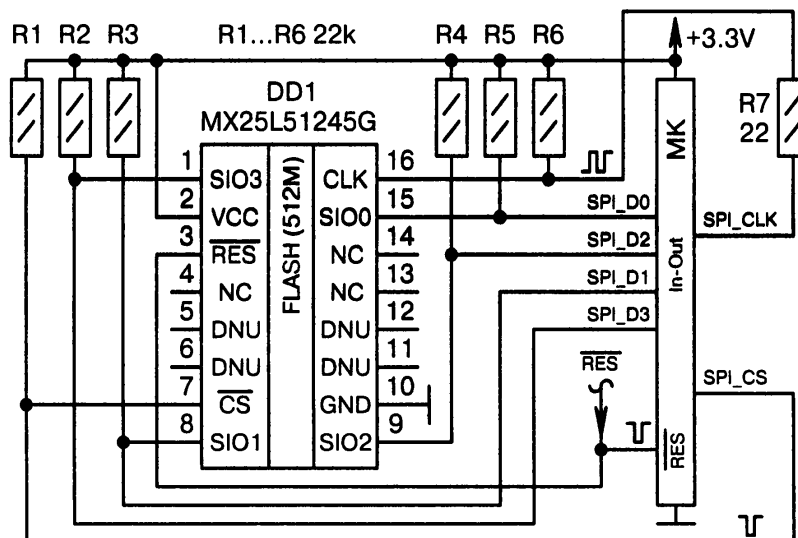 R1 R2 R3 R1...R6 22k R4 R5 R6 +3.3V
DD1
MX25L51245G
R7
22
MK
In-Out
RES
FLASH (512M)
1 SIO3 CLK 16
2 VCC SIO0 15 SPI_D0
3 RES NC 14 SPI_D2
4 NC NC 13 SPI_D1
5 DNU DNU 12 SPI_D3
6 DNU DNU 11
7 CS GND 10
8 SIO1 SIO2 9
SPI_CLK
RES
SPI_CS